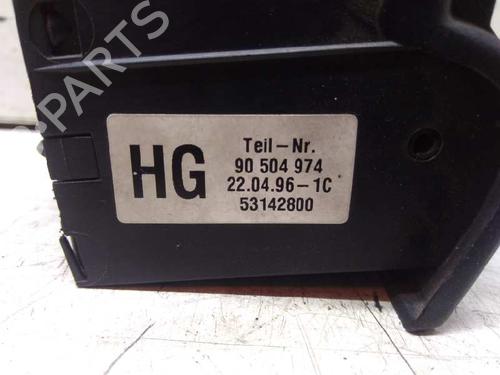 HG
Teil-Nr.
90 504 974
22.04.96-1C
53142800
B-PARTS